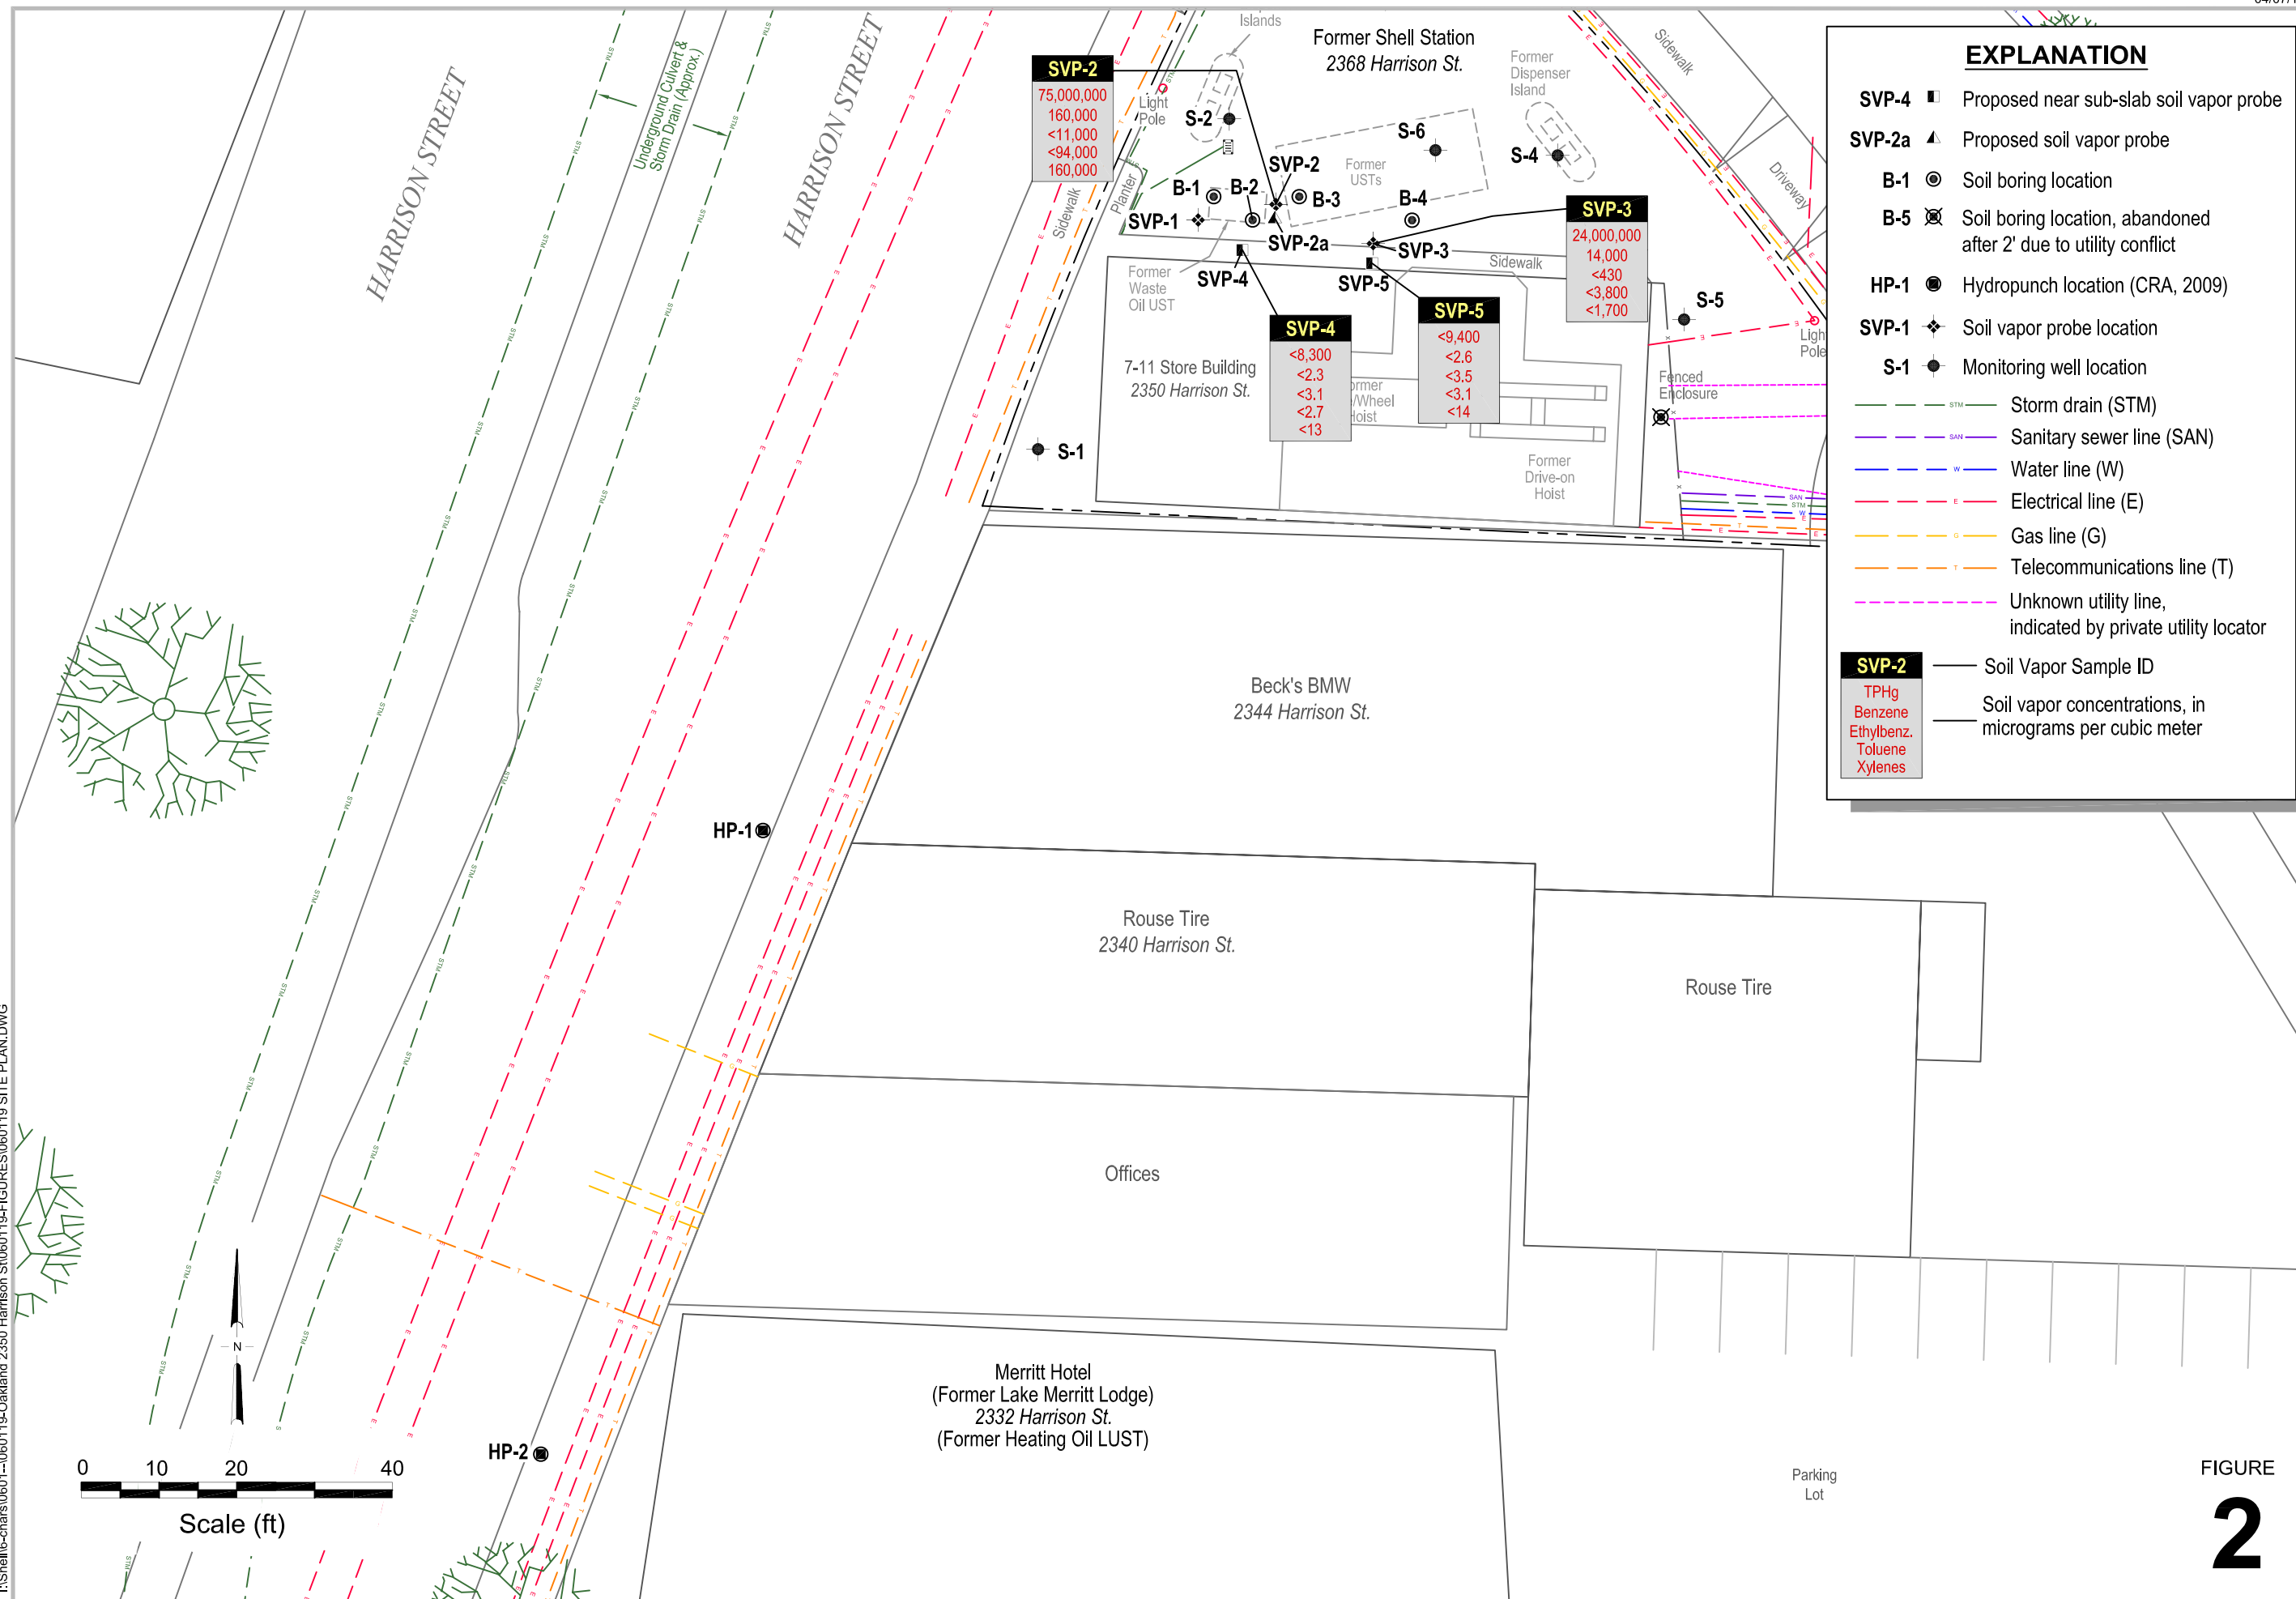 HARRISON STREET
HARRISON STREET
Underground Culvert &
Storm Drain (Approx.)
Islands
Former Shell Station
2368 Harrison St.
Former
Dispenser
Island
Sidewalk
Driveway
SVP-2
75,000,000
160,000
<11,000
<94,000
160,000
Light
Pole
S-2
S-6
S-4
Former
USTs
SVP-2
B-1
B-2
B-3
B-4
Planter
Sidewalk
SVP-1
SVP-2a
SVP-3
SVP-3
24,000,000
14,000
<430
<3,800
<1,700
Sidewalk
Former
Waste
Oil UST
SVP-4
SVP-5
S-5
Light
Pole
SVP-4
<8,300
<2.3
<3.1
<2.7
<13
SVP-5
<9,400
<2.6
<3.5
<3.1
<14
7-11 Store Building
2350 Harrison St.
Fenced
Enclosure
S-1
Former
Drive-on
Hoist
Beck's BMW
2344 Harrison St.
HP-1
Rouse Tire
2340 Harrison St.
Rouse Tire
Offices
Merritt Hotel
(Former Lake Merritt Lodge)
2332 Harrison St.
(Former Heating Oil LUST)
HP-2
Parking
Lot
N
0 10 20 40
Scale (ft)
EXPLANATION
SVP-4 Proposed near sub-slab soil vapor probe
SVP-2a Proposed soil vapor probe
B-1 Soil boring location
B-5 Soil boring location, abandoned
after 2' due to utility conflict
HP-1 Hydropunch location (CRA, 2009)
SVP-1 Soil vapor probe location
S-1 Monitoring well location
STM Storm drain (STM)
SAN Sanitary sewer line (SAN)
W Water line (W)
E Electrical line (E)
G Gas line (G)
T Telecommunications line (T)
Unknown utility line,
indicated by private utility locator
SVP-2 Soil Vapor Sample ID
TPHg
Benzene
Ethylbenz.
Toluene
Xylenes
Soil vapor concentrations, in
micrograms per cubic meter
FIGURE
2